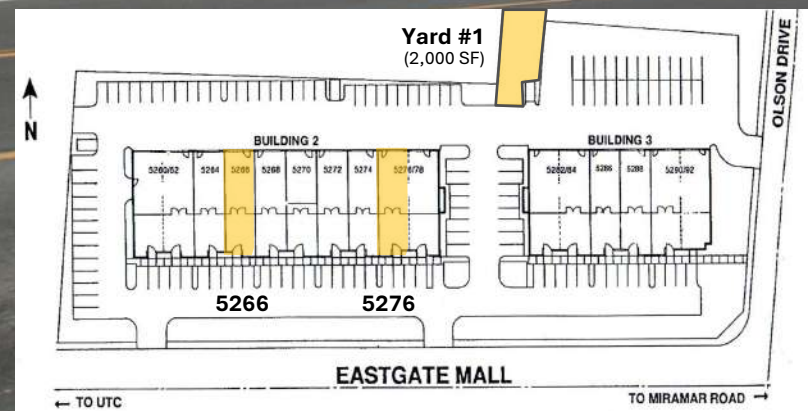 Yard #1
(2,000 SF)
OLSON DRIVE
N
BUILDING 2
BUILDING 3
5260/62 5264 5266 5268 5270 5272 5274 5276/78
5282/84 5286 5288 5290/92
5266 5276
EASTGATE MALL
← TO UTC
TO MIRAMAR ROAD →